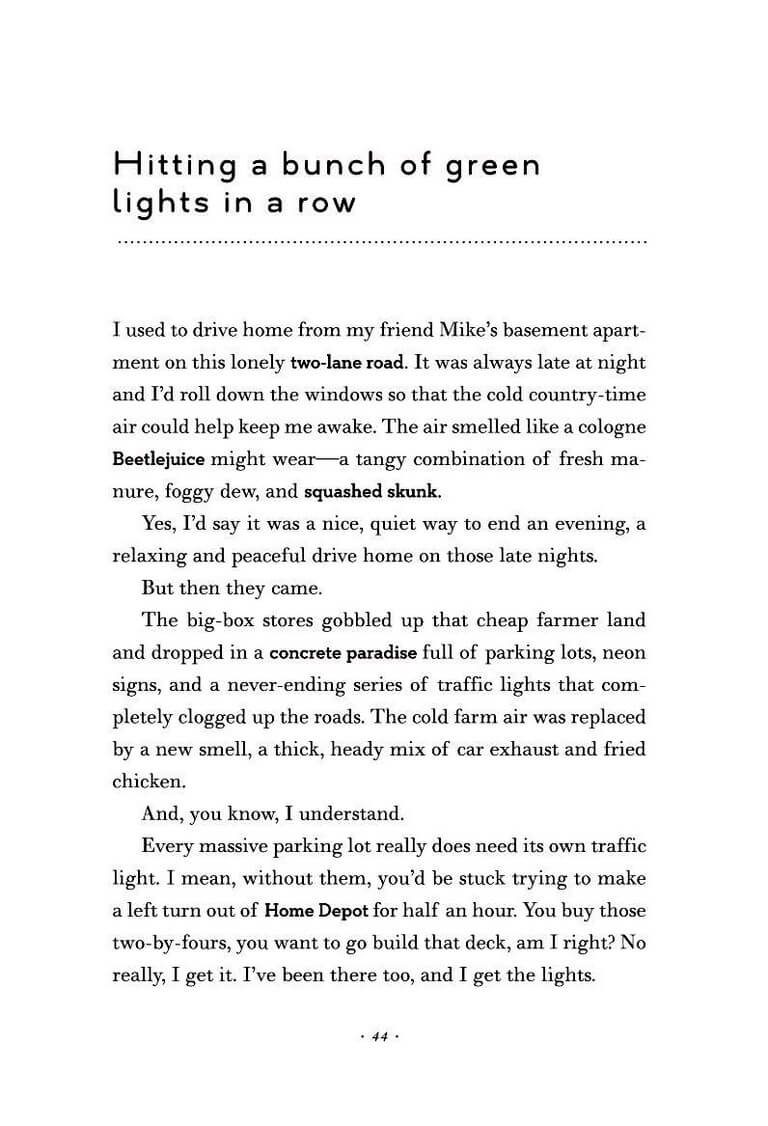 Hitting a bunch of green
lights in a row
I used to drive home from my friend Mike's basement apart-
ment on this lonely two-lane road. It was always late at night
and I'd roll down the windows so that the cold country-time
air could help keep me awake. The air smelled like a cologne
Beetlejuice might wear—a tangy combination of fresh ma-
nure, foggy dew, and squashed skunk.
Yes, I'd say it was a nice, quiet way to end an evening, a
relaxing and peaceful drive home on those late nights.
But then they came.
The big-box stores gobbled up that cheap farmer land
and dropped in a concrete paradise full of parking lots, neon
signs, and a never-ending series of traffic lights that com-
pletely clogged up the roads. The cold farm air was replaced
by a new smell, a thick, heady mix of car exhaust and fried
chicken.
And, you know, I understand.
Every massive parking lot really does need its own traffic
light. I mean, without them, you'd be stuck trying to make
a left turn out of Home Depot for half an hour. You buy those
two-by-fours, you want to go build that deck, am I right? No
really, I get it. I've been there too, and I get the lights.
· 44 ·